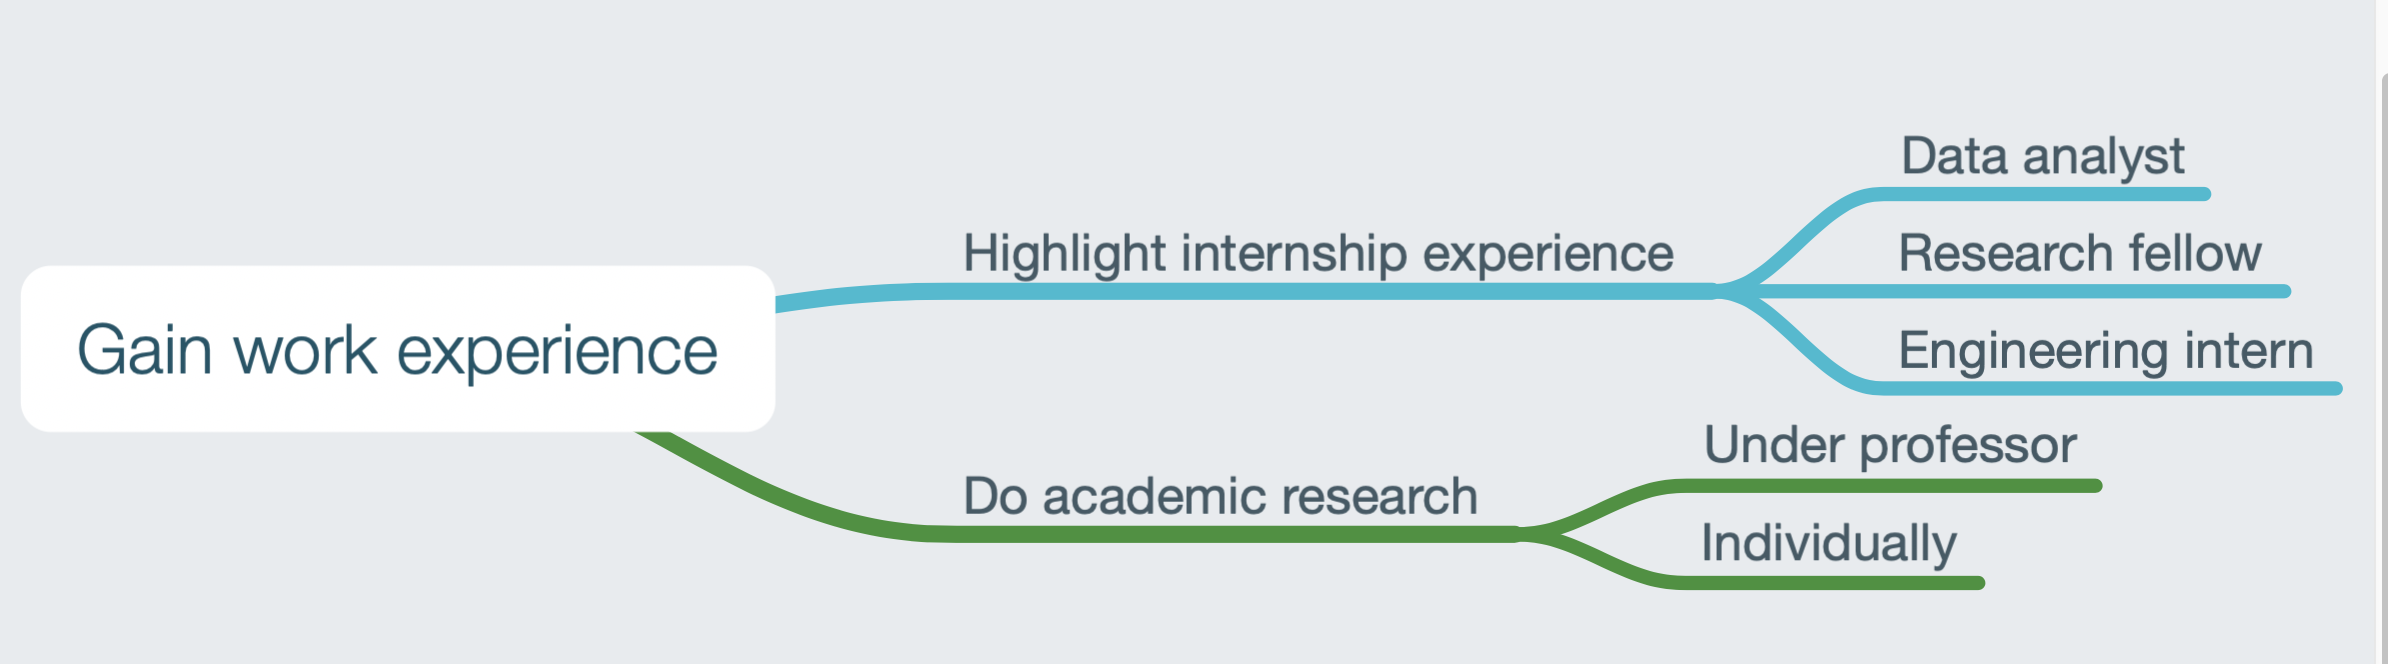 Gain work experience
Highlight internship experience
Data analyst
Research fellow
Engineering intern
Do academic research
Under professor
Individually